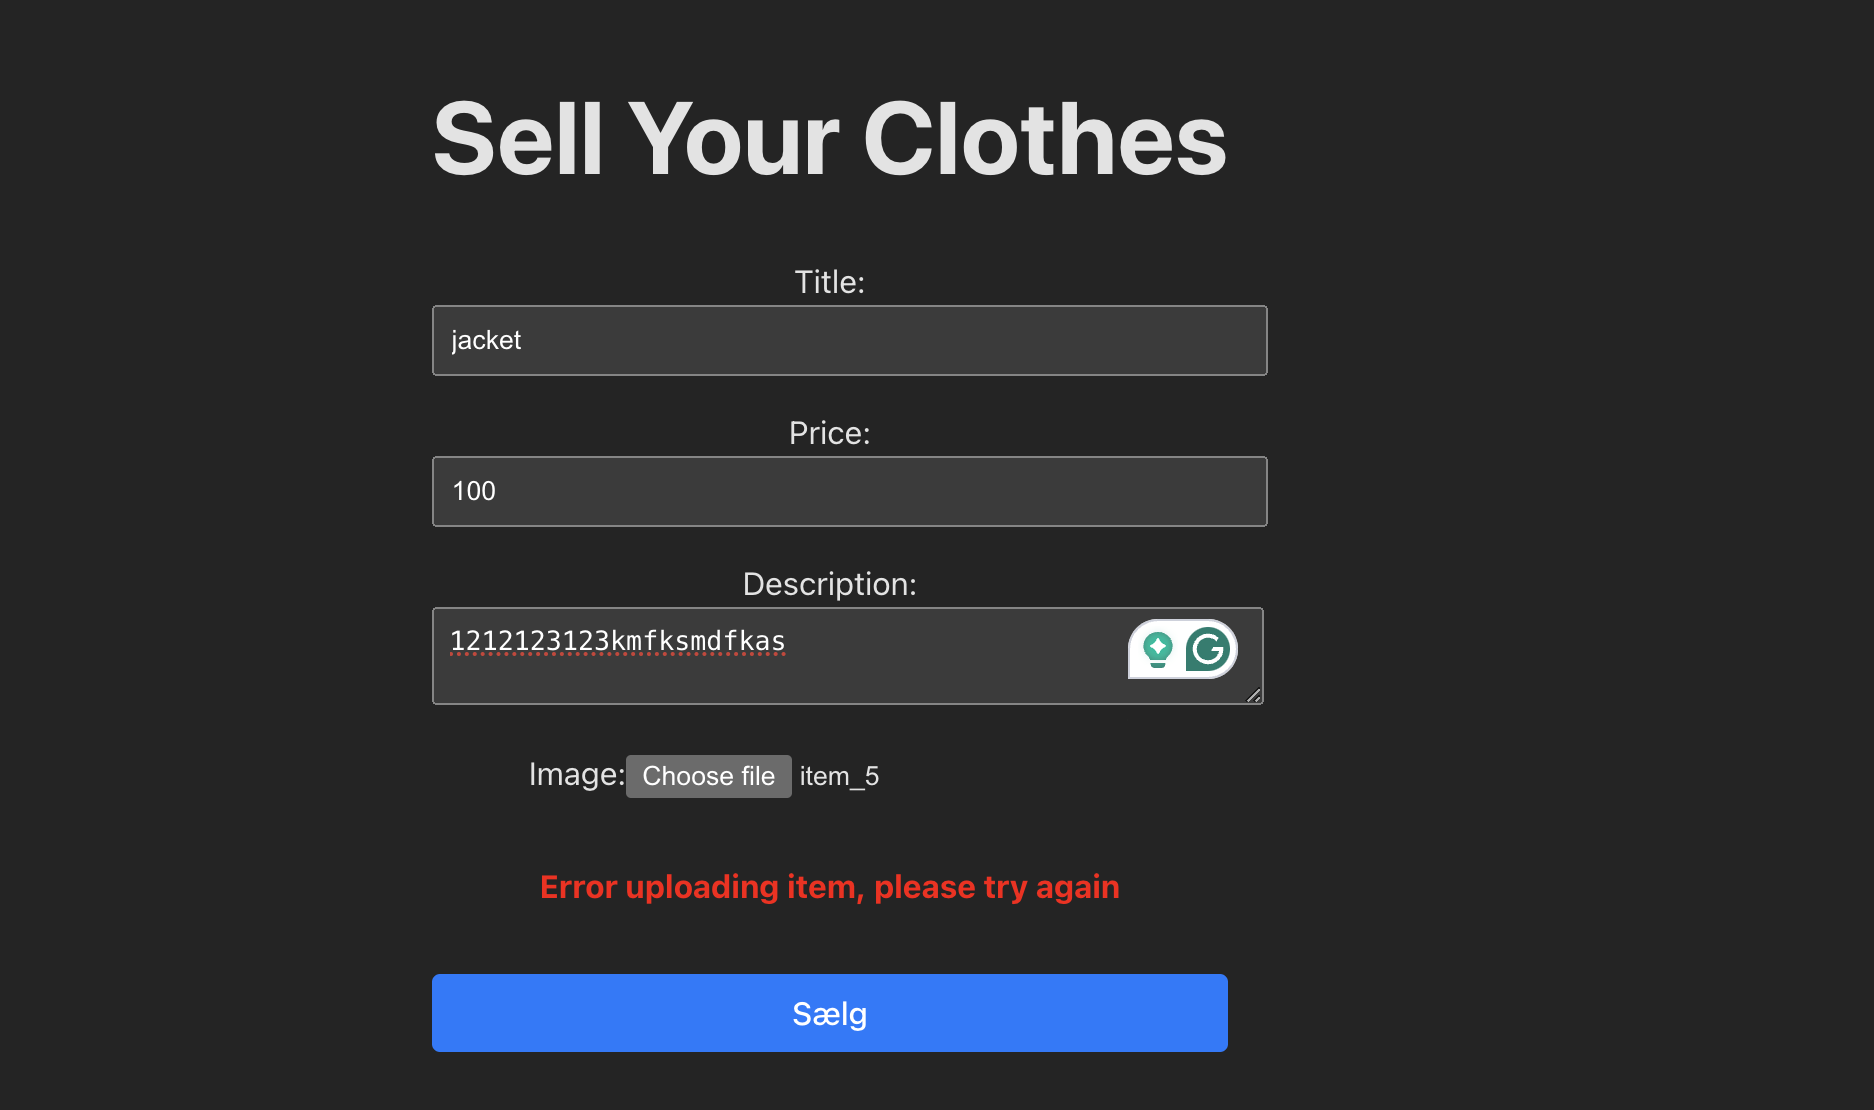 Sell Your Clothes
Title:
jacket
Price:
100
Description:
1212123123kmfksmdfkas
Image: Choose file item_5
Error uploading item, please try again
Sælg